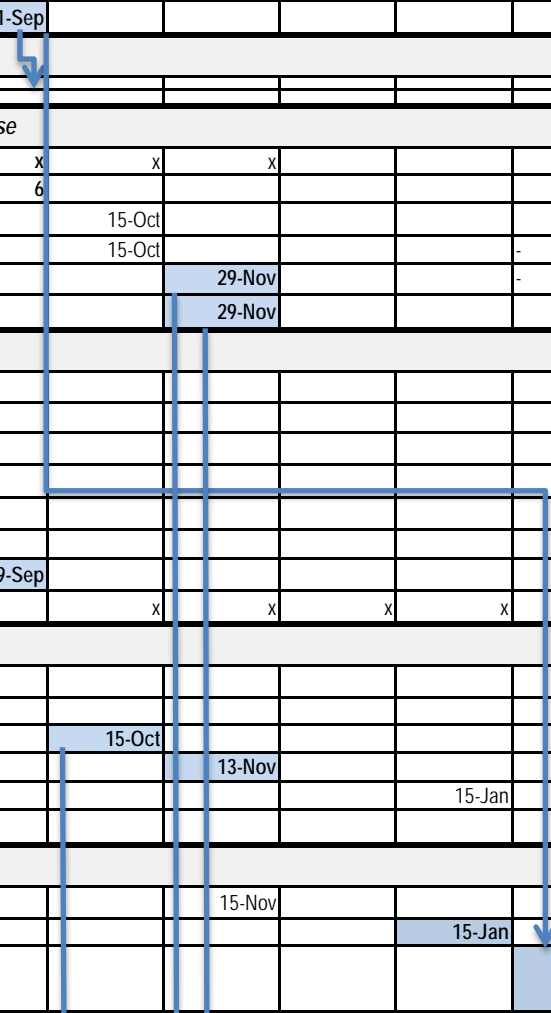 1-Sep
se
x x x
6
15-Oct
15-Oct -
29-Nov -
29-Nov
9-Sep
x x x x
15-Oct
13-Nov
15-Jan
15-Nov
15-Jan